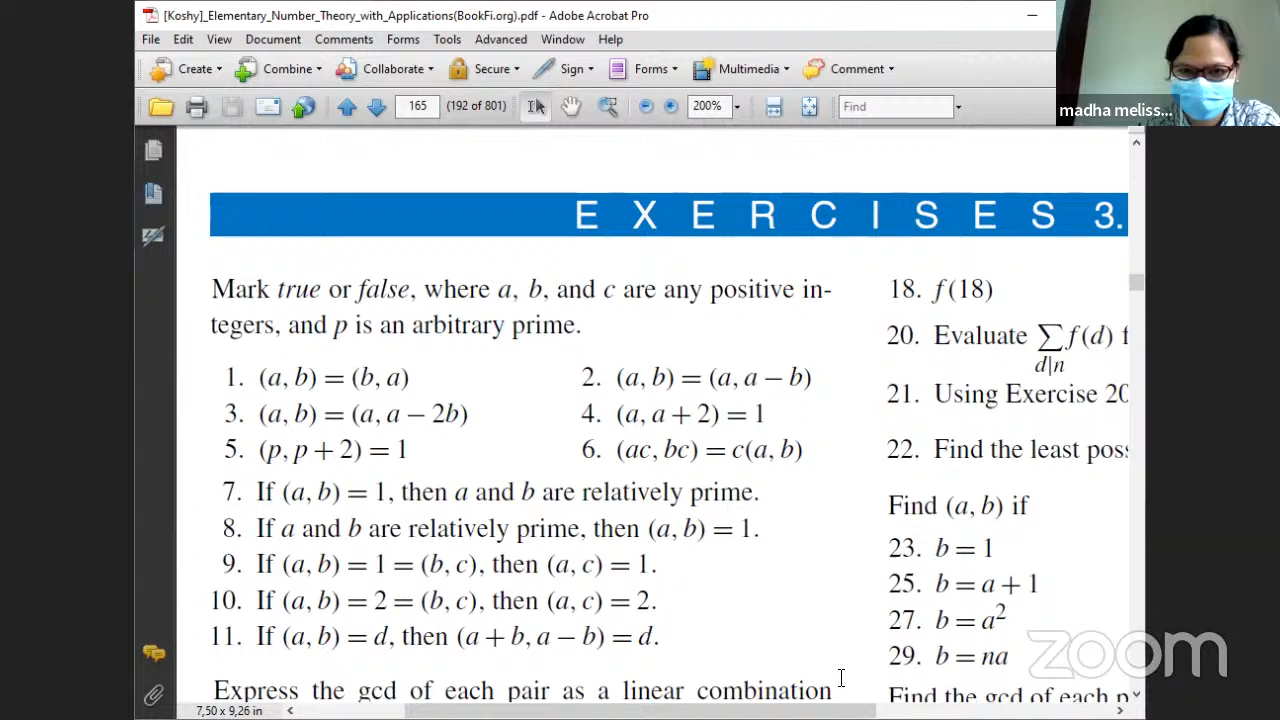 [Koshy]_Elementary_Number_Theory_with_Applications(BookFi.org).pdf - Adobe Acrobat Pro
File Edit View Document Comments Forms Tools Advanced Window Help
Create Combine Collaborate Secure Sign Forms Multimedia Comment
165 (192 of 801) 200% Find
madha meliss...
EXERCISES 3.
Mark true or false, where a, b, and c are any positive in-
tegers, and p is an arbitrary prime.
1. (a, b) = (b, a) 2. (a, b) = (a, a − b)
3. (a, b) = (a, a − 2b) 4. (a, a + 2) = 1
5. (p, p + 2) = 1 6. (ac, bc) = c(a, b)
7. If (a, b) = 1, then a and b are relatively prime.
8. If a and b are relatively prime, then (a, b) = 1.
9. If (a, b) = 1 = (b, c), then (a, c) = 1.
10. If (a, b) = 2 = (b, c), then (a, c) = 2.
11. If (a, b) = d, then (a + b, a − b) = d.
Express the gcd of each pair as a linear combination
18. f(18)
20. Evaluate ∑ f(d) f
d|n
21. Using Exercise 20
22. Find the least poss
Find (a, b) if
23. b = 1
25. b = a + 1
27. b = a²
29. b = na
Find the gcd of each p
zoom
7,50 x 9,26 in